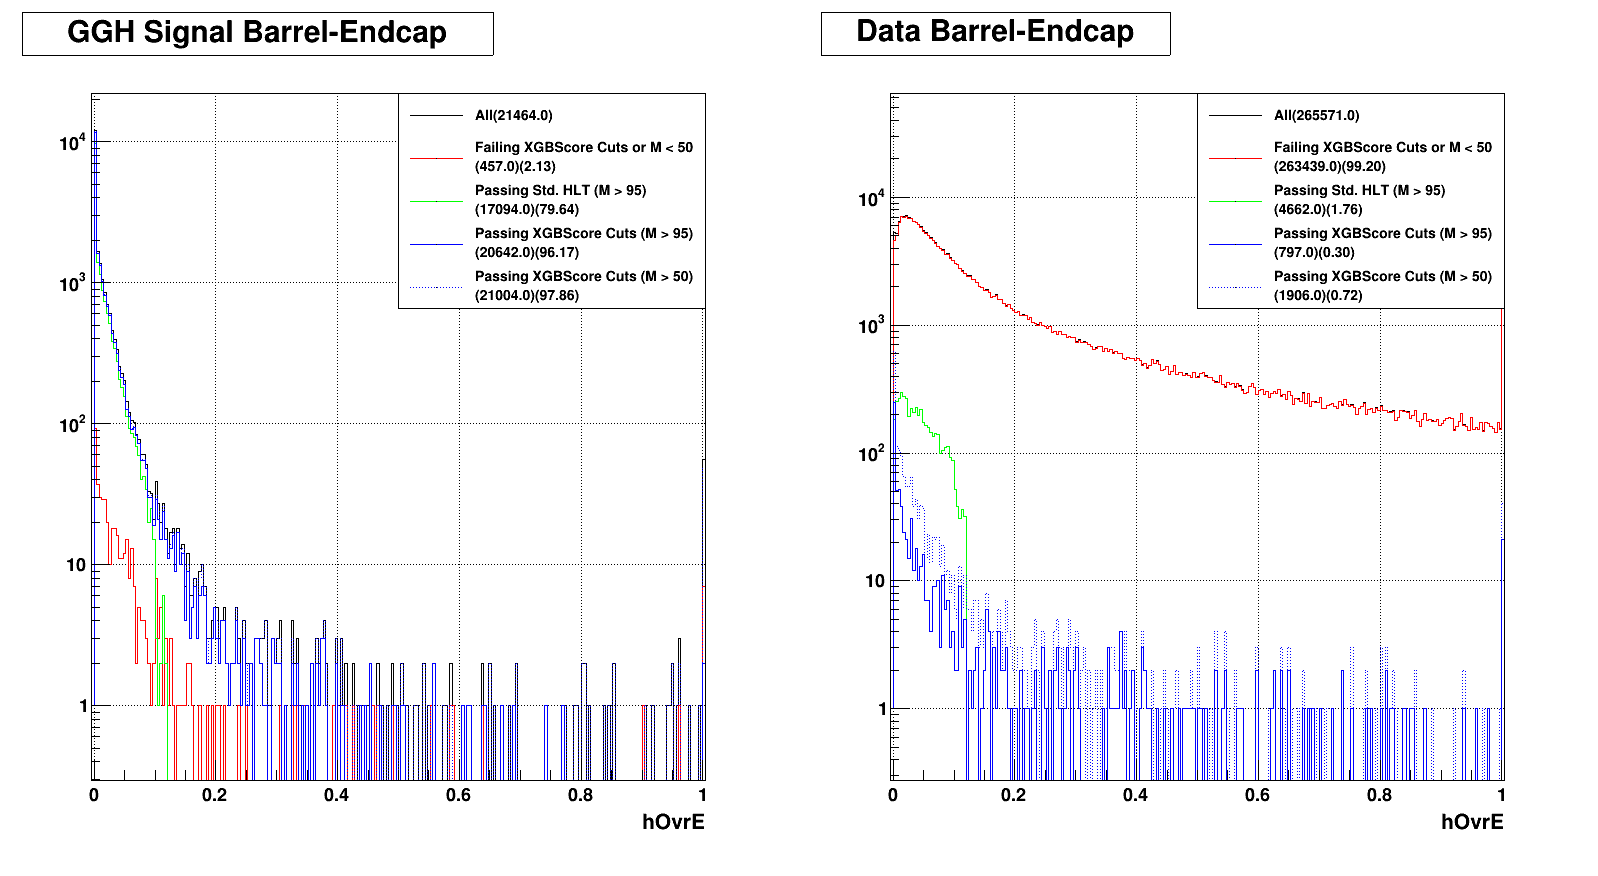 GGH Signal Barrel-Endcap
All(21464.0)
Failing XGBScore Cuts or M < 50
(457.0)(2.13)
Passing Std. HLT (M > 95)
(17094.0)(79.64)
Passing XGBScore Cuts (M > 95)
(20642.0)(96.17)
Passing XGBScore Cuts (M > 50)
(21004.0)(97.86)
10^4
10^3
10^2
10
1
0 0.2 0.4 0.6 0.8 1
hOvrE
Data Barrel-Endcap
All(265571.0)
Failing XGBScore Cuts or M < 50
(263439.0)(99.20)
Passing Std. HLT (M > 95)
(4662.0)(1.76)
Passing XGBScore Cuts (M > 95)
(797.0)(0.30)
Passing XGBScore Cuts (M > 50)
(1906.0)(0.72)
10^4
10^3
10^2
10
1
0 0.2 0.4 0.6 0.8 1
hOvrE